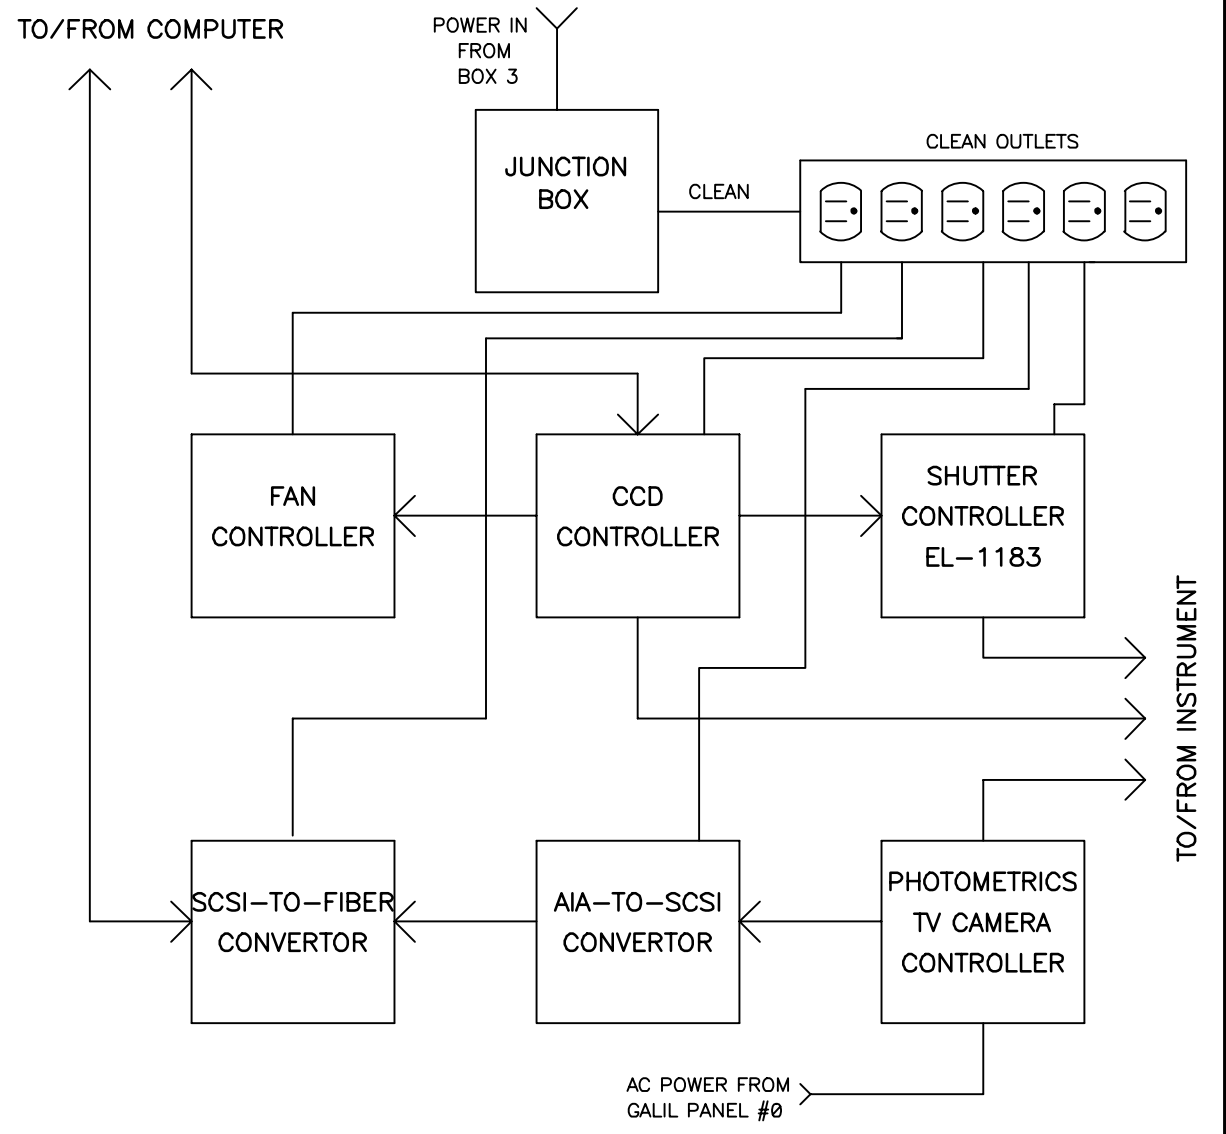 TO/FROM COMPUTER
POWER IN
FROM
BOX 3
JUNCTION
BOX
CLEAN
CLEAN OUTLETS
FAN
CONTROLLER
CCD
CONTROLLER
SHUTTER
CONTROLLER
EL-1183
TO/FROM INSTRUMENT
SCSI-TO-FIBER
CONVERTOR
AIA-TO-SCSI
CONVERTOR
PHOTOMETRICS
TV CAMERA
CONTROLLER
AC POWER FROM
GALIL PANEL #0